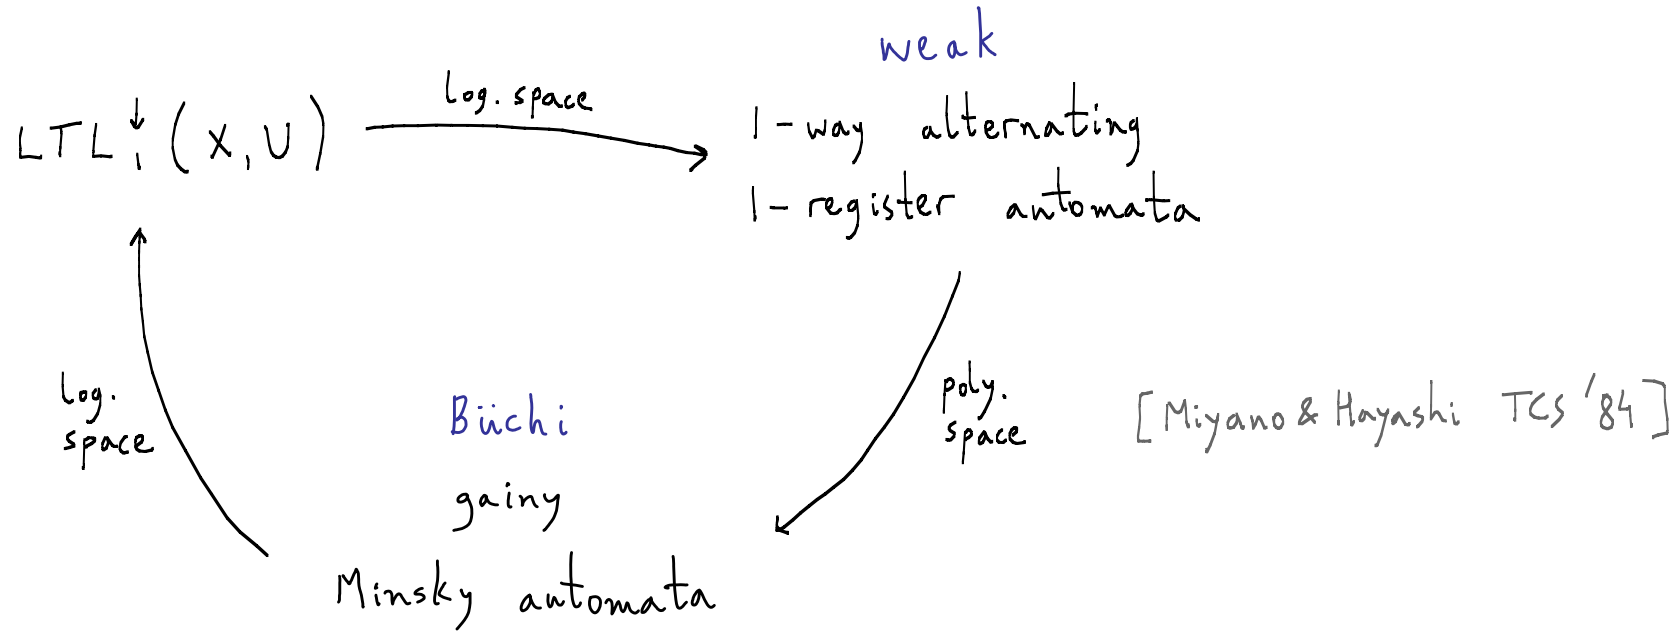 weak
LTL↓₁(X,U)
log. space
1-way alternating
1-register automata
log.
space
Büchi
gainy
Minsky automata
poly.
space
[Miyano & Hayashi TCS '84]